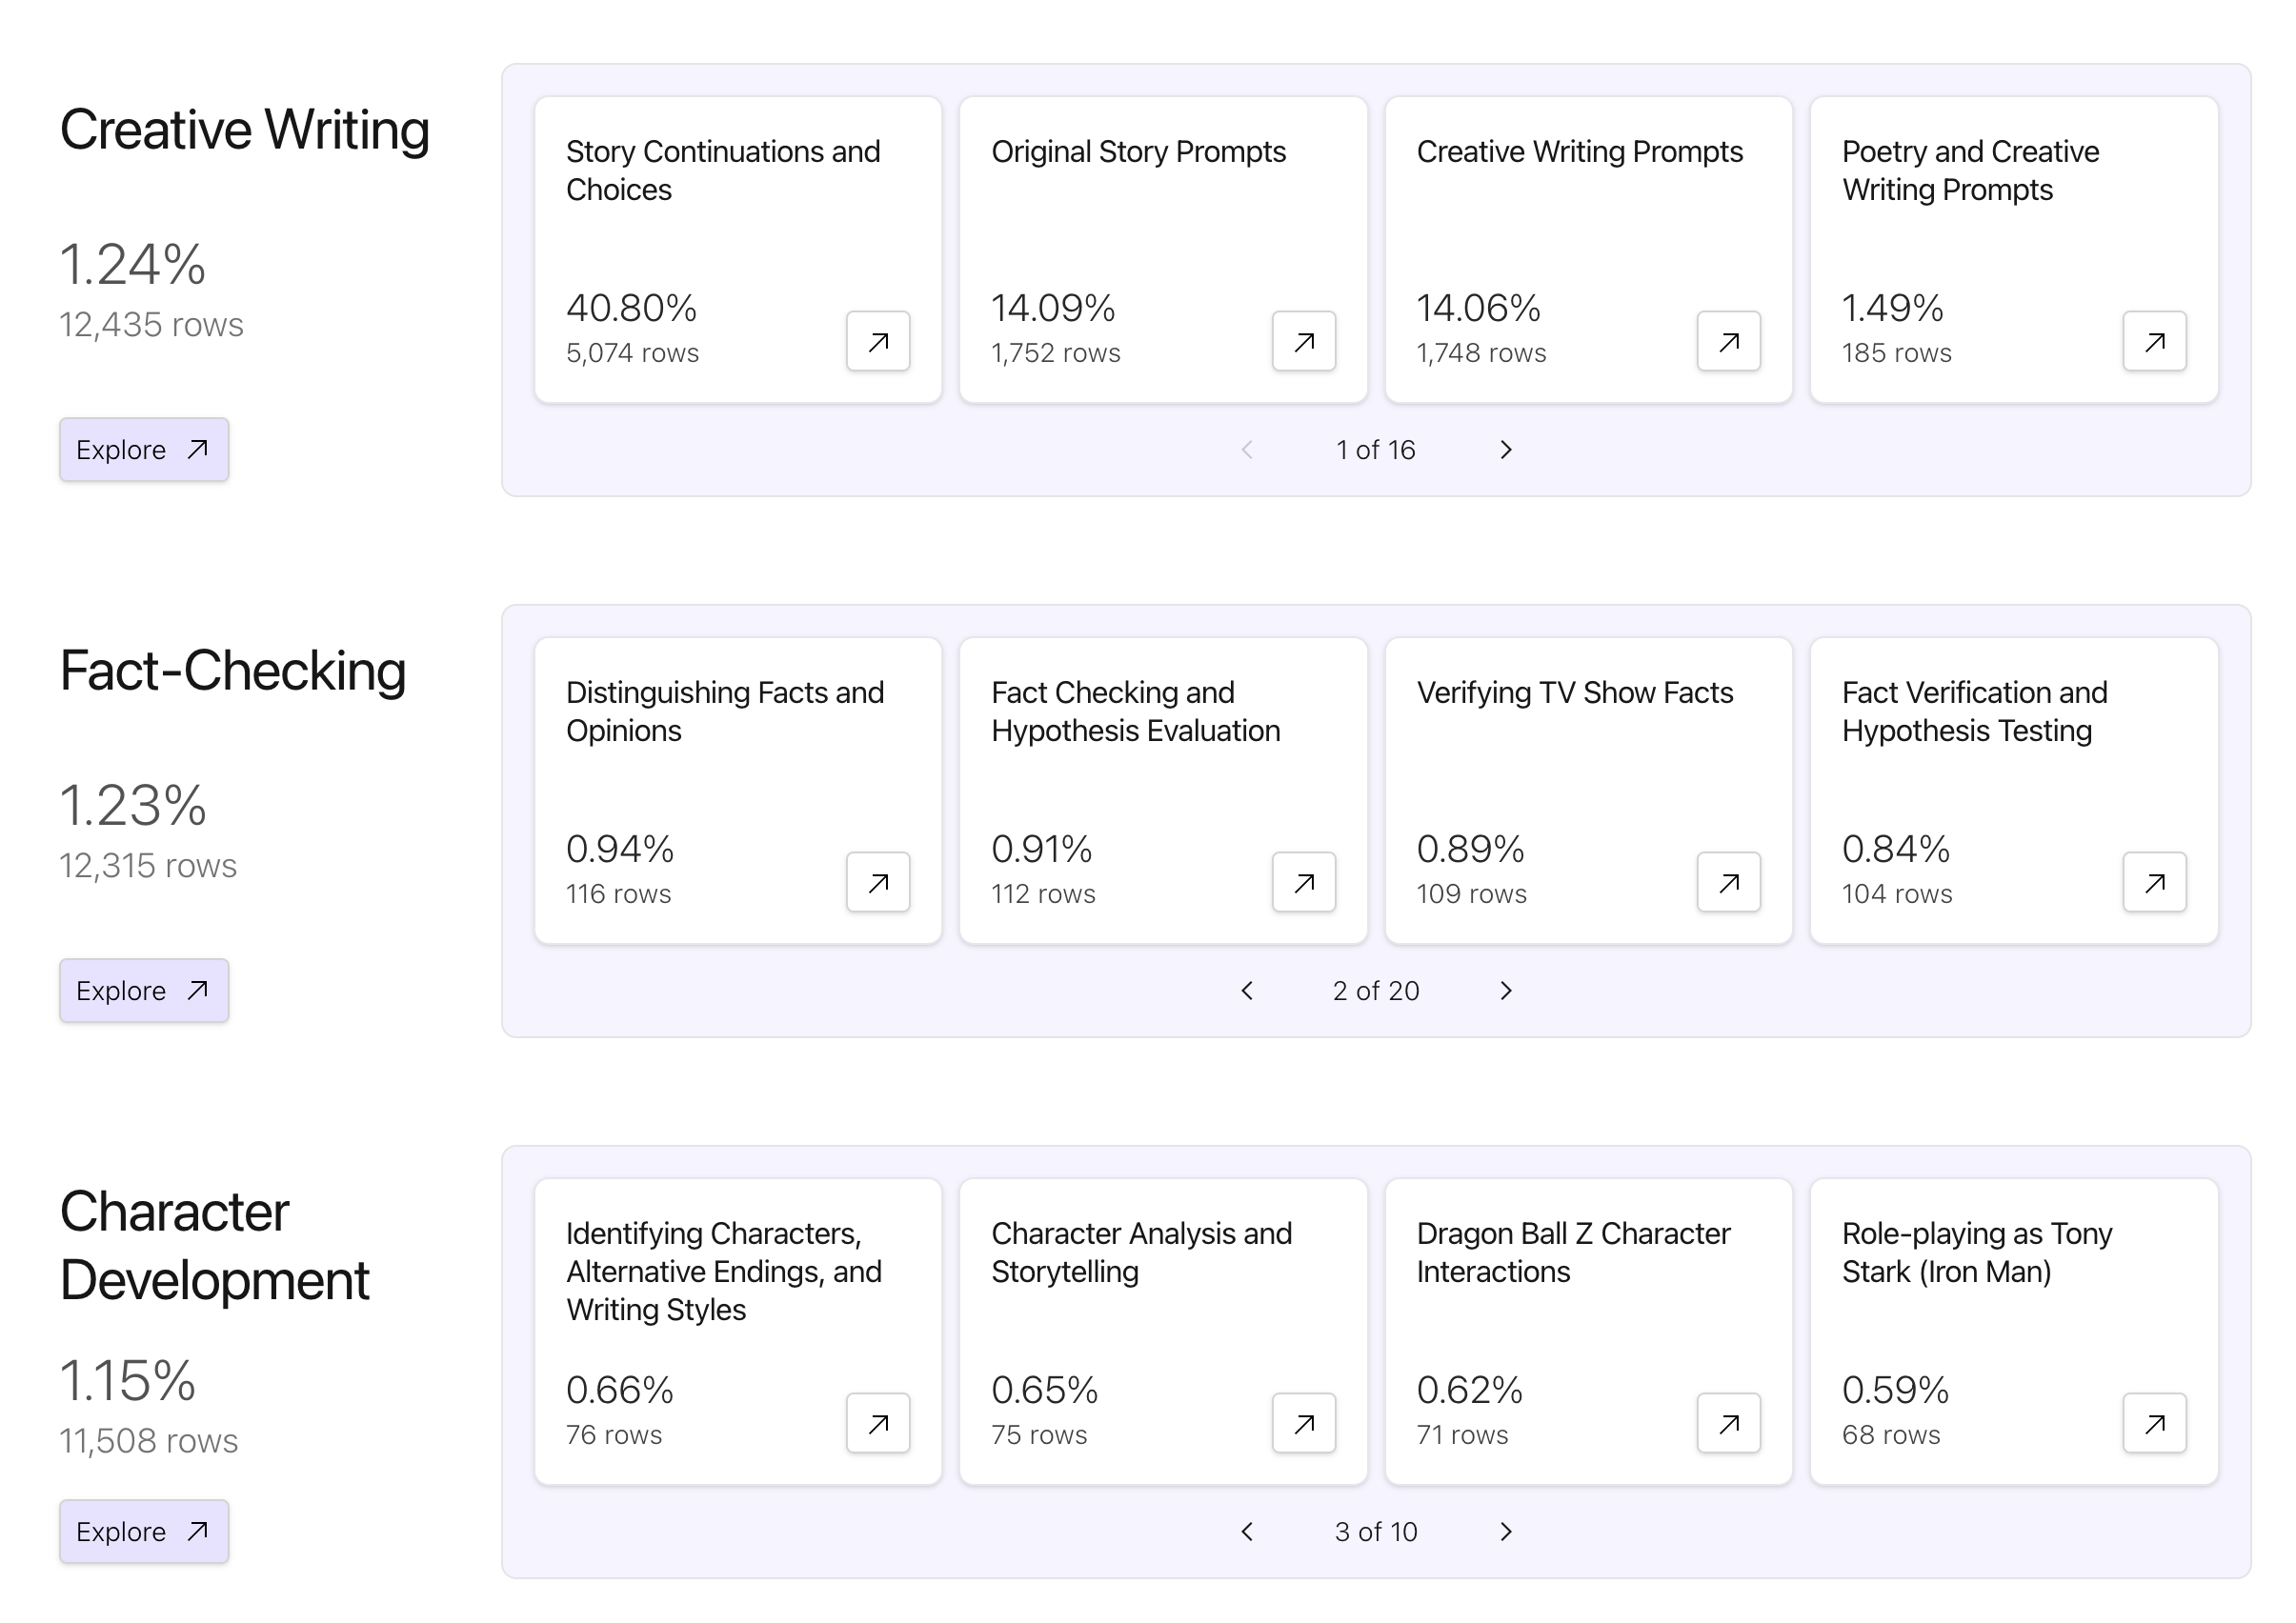 Creative Writing
1.24%
12,435 rows
Explore
Story Continuations and
Choices
40.80%
5,074 rows
Original Story Prompts
14.09%
1,752 rows
Creative Writing Prompts
14.06%
1,748 rows
Poetry and Creative
Writing Prompts
1.49%
185 rows
1 of 16
Fact-Checking
1.23%
12,315 rows
Explore
Distinguishing Facts and
Opinions
0.94%
116 rows
Fact Checking and
Hypothesis Evaluation
0.91%
112 rows
Verifying TV Show Facts
0.89%
109 rows
Fact Verification and
Hypothesis Testing
0.84%
104 rows
2 of 20
Character
Development
1.15%
11,508 rows
Explore
Identifying Characters,
Alternative Endings, and
Writing Styles
0.66%
76 rows
Character Analysis and
Storytelling
0.65%
75 rows
Dragon Ball Z Character
Interactions
0.62%
71 rows
Role-playing as Tony
Stark (Iron Man)
0.59%
68 rows
3 of 10